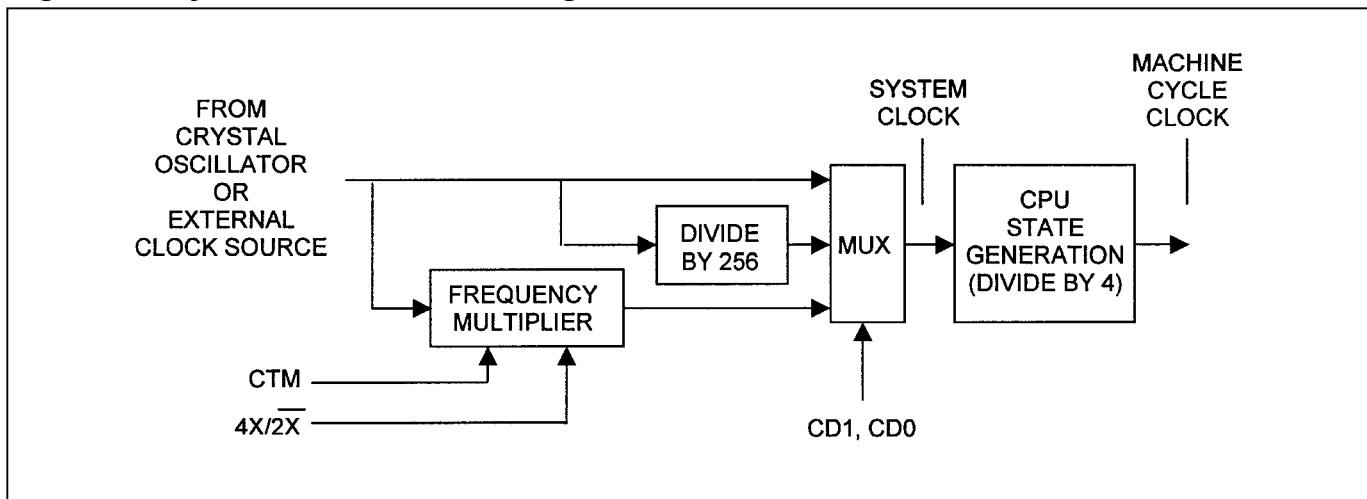 FROM
CRYSTAL
OSCILLATOR
OR
EXTERNAL
CLOCK SOURCE
SYSTEM
CLOCK
MACHINE
CYCLE
CLOCK
DIVIDE
BY 256
MUX
CPU
STATE
GENERATION
(DIVIDE BY 4)
FREQUENCY
MULTIPLIER
CTM
4X/2X̅
CD1, CD0